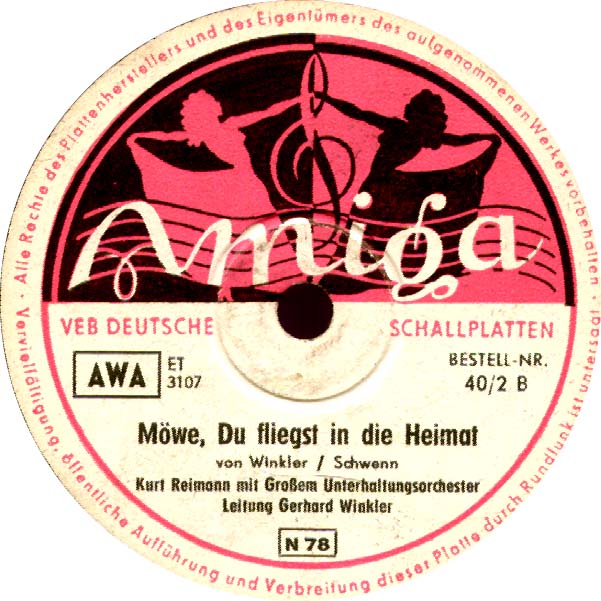 Alle Rechte des Plattenherstellers und des Eigentümers des aufgenommenen Werkes vorbehalten · Vervielfältigung, öffentliche Aufführung und Verbreitung dieser Platte durch Rundfunk ist untersagt ·
Amiga
VEB DEUTSCHE SCHALLPLATTEN
AWA
ET
3107
BESTELL-NR.
40/2 B
Möwe, Du fliegst in die Heimat
von Winkler / Schwenn
Kurt Reimann mit Großem Unterhaltungsorchester
Leitung Gerhard Winkler
N 78